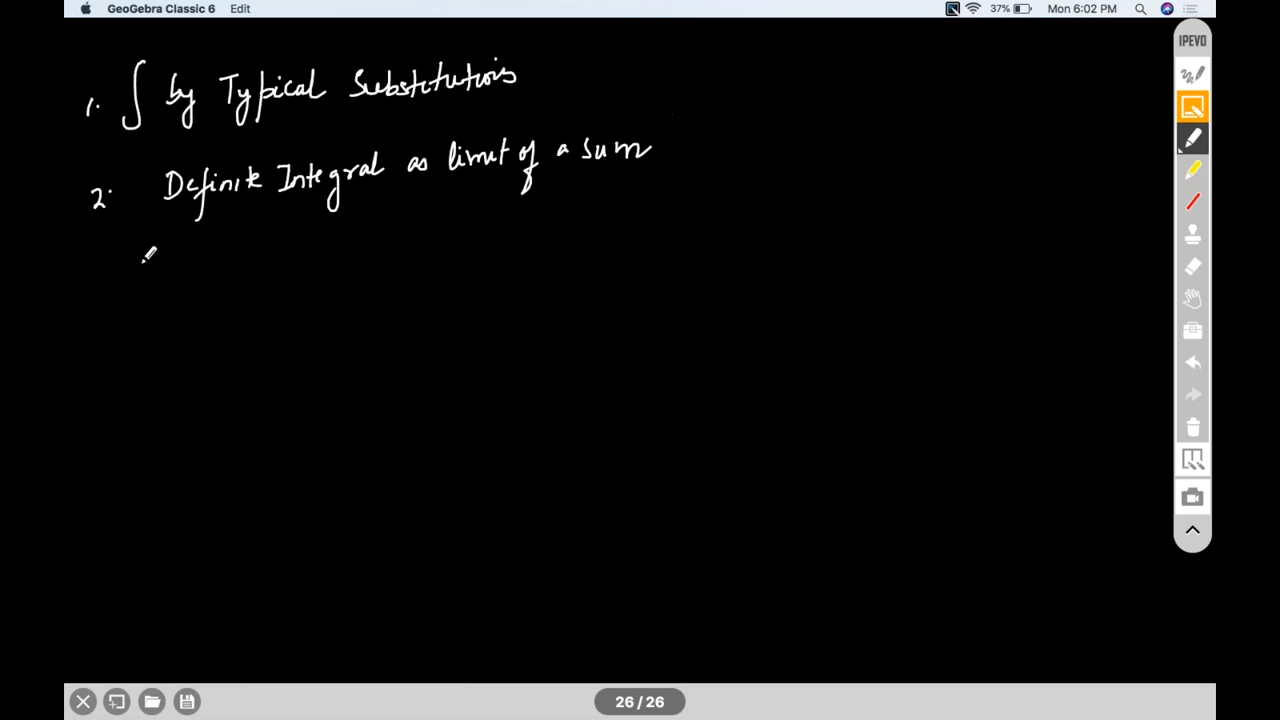 GeoGebra Classic 6 Edit 37% Mon 6:02 PM
IPEVO
1. ∫ by Typical Substitutions
2. Definite Integral as limit of a sum
26 / 26